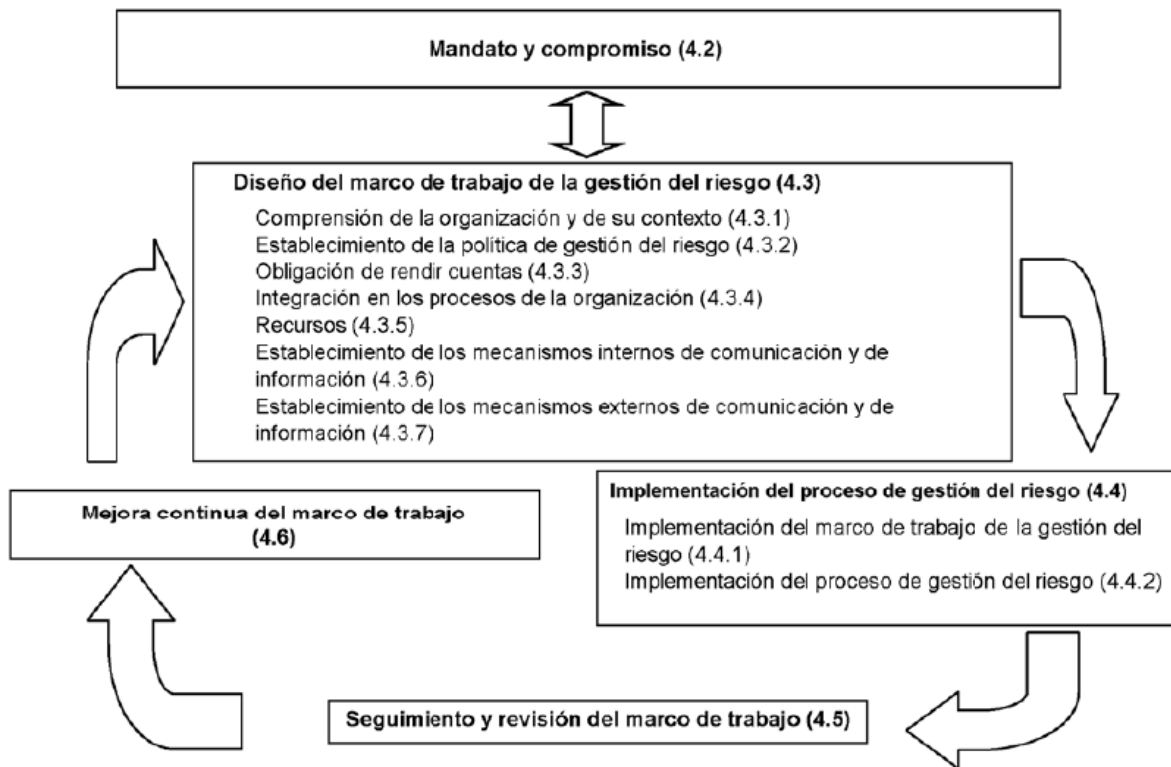 Mandato y compromiso (4.2)
Diseño del marco de trabajo de la gestión del riesgo (4.3)
Comprensión de la organización y de su contexto (4.3.1)
Establecimiento de la política de gestión del riesgo (4.3.2)
Obligación de rendir cuentas (4.3.3)
Integración en los procesos de la organización (4.3.4)
Recursos (4.3.5)
Establecimiento de los mecanismos internos de comunicación y de
información (4.3.6)
Establecimiento de los mecanismos externos de comunicación y de
información (4.3.7)
Implementación del proceso de gestión del riesgo (4.4)
Implementación del marco de trabajo de la gestión del
riesgo (4.4.1)
Implementación del proceso de gestión del riesgo (4.4.2)
Seguimiento y revisión del marco de trabajo (4.5)
Mejora continua del marco de trabajo
(4.6)